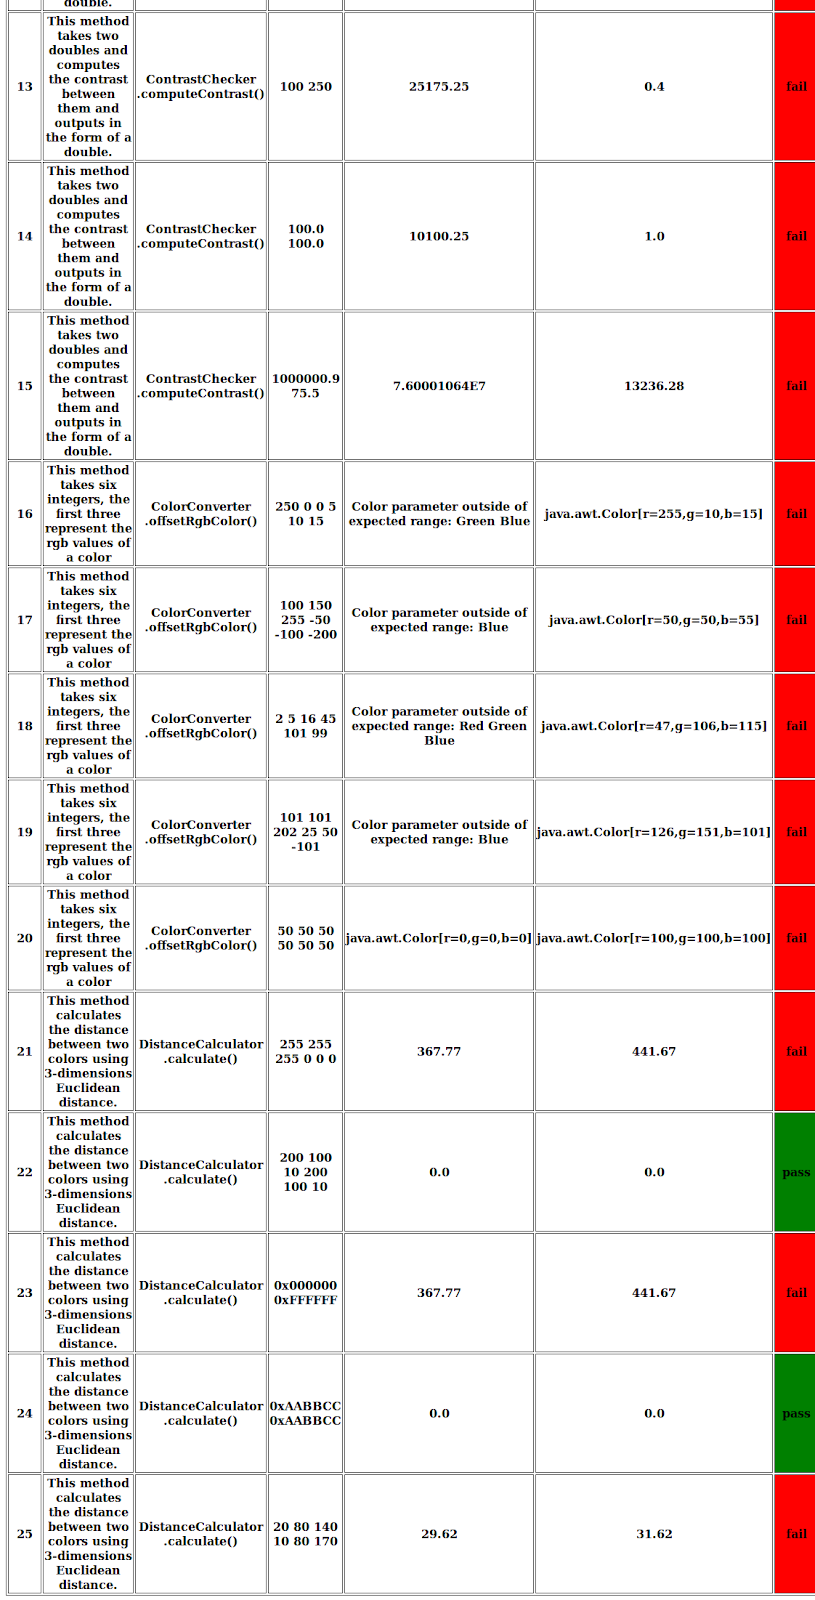 double.
13
This method
takes two
doubles and
computes
the contrast
between
them and
outputs in
the form of a
double.
ContrastChecker
.computeContrast()
100 250
25175.25
0.4
fail
14
This method
takes two
doubles and
computes
the contrast
between
them and
outputs in
the form of a
double.
ContrastChecker
.computeContrast()
100.0
100.0
10100.25
1.0
fail
15
This method
takes two
doubles and
computes
the contrast
between
them and
outputs in
the form of a
double.
ContrastChecker
.computeContrast()
1000000.9
75.5
7.60001064E7
13236.28
fail
16
This method
takes six
integers, the
first three
represent the
rgb values of
a color
ColorConverter
.offsetRgbColor()
250 0 0 5
10 15
Color parameter outside of
expected range: Green Blue
java.awt.Color[r=255,g=10,b=15]
fail
17
This method
takes six
integers, the
first three
represent the
rgb values of
a color
ColorConverter
.offsetRgbColor()
100 150
255 -50
-100 -200
Color parameter outside of
expected range: Blue
java.awt.Color[r=50,g=50,b=55]
fail
18
This method
takes six
integers, the
first three
represent the
rgb values of
a color
ColorConverter
.offsetRgbColor()
2 5 16 45
101 99
Color parameter outside of
expected range: Red Green
Blue
java.awt.Color[r=47,g=106,b=115]
fail
19
This method
takes six
integers, the
first three
represent the
rgb values of
a color
ColorConverter
.offsetRgbColor()
101 101
202 25 50
-101
Color parameter outside of
expected range: Blue
java.awt.Color[r=126,g=151,b=101]
fail
20
This method
takes six
integers, the
first three
represent the
rgb values of
a color
ColorConverter
.offsetRgbColor()
50 50 50
50 50 50
java.awt.Color[r=0,g=0,b=0]
java.awt.Color[r=100,g=100,b=100]
fail
21
This method
calculates
the distance
between two
colors using
3-dimensions
Euclidean
distance.
DistanceCalculator
.calculate()
255 255
255 0 0 0
367.77
441.67
fail
22
This method
calculates
the distance
between two
colors using
3-dimensions
Euclidean
distance.
DistanceCalculator
.calculate()
200 100
10 200
100 10
0.0
0.0
pass
23
This method
calculates
the distance
between two
colors using
3-dimensions
Euclidean
distance.
DistanceCalculator
.calculate()
0x000000
0xFFFFFF
367.77
441.67
fail
24
This method
calculates
the distance
between two
colors using
3-dimensions
Euclidean
distance.
DistanceCalculator
.calculate()
0xAABBCC
0xAABBCC
0.0
0.0
pass
25
This method
calculates
the distance
between two
colors using
3-dimensions
Euclidean
distance.
DistanceCalculator
.calculate()
20 80 140
10 80 170
29.62
31.62
fail